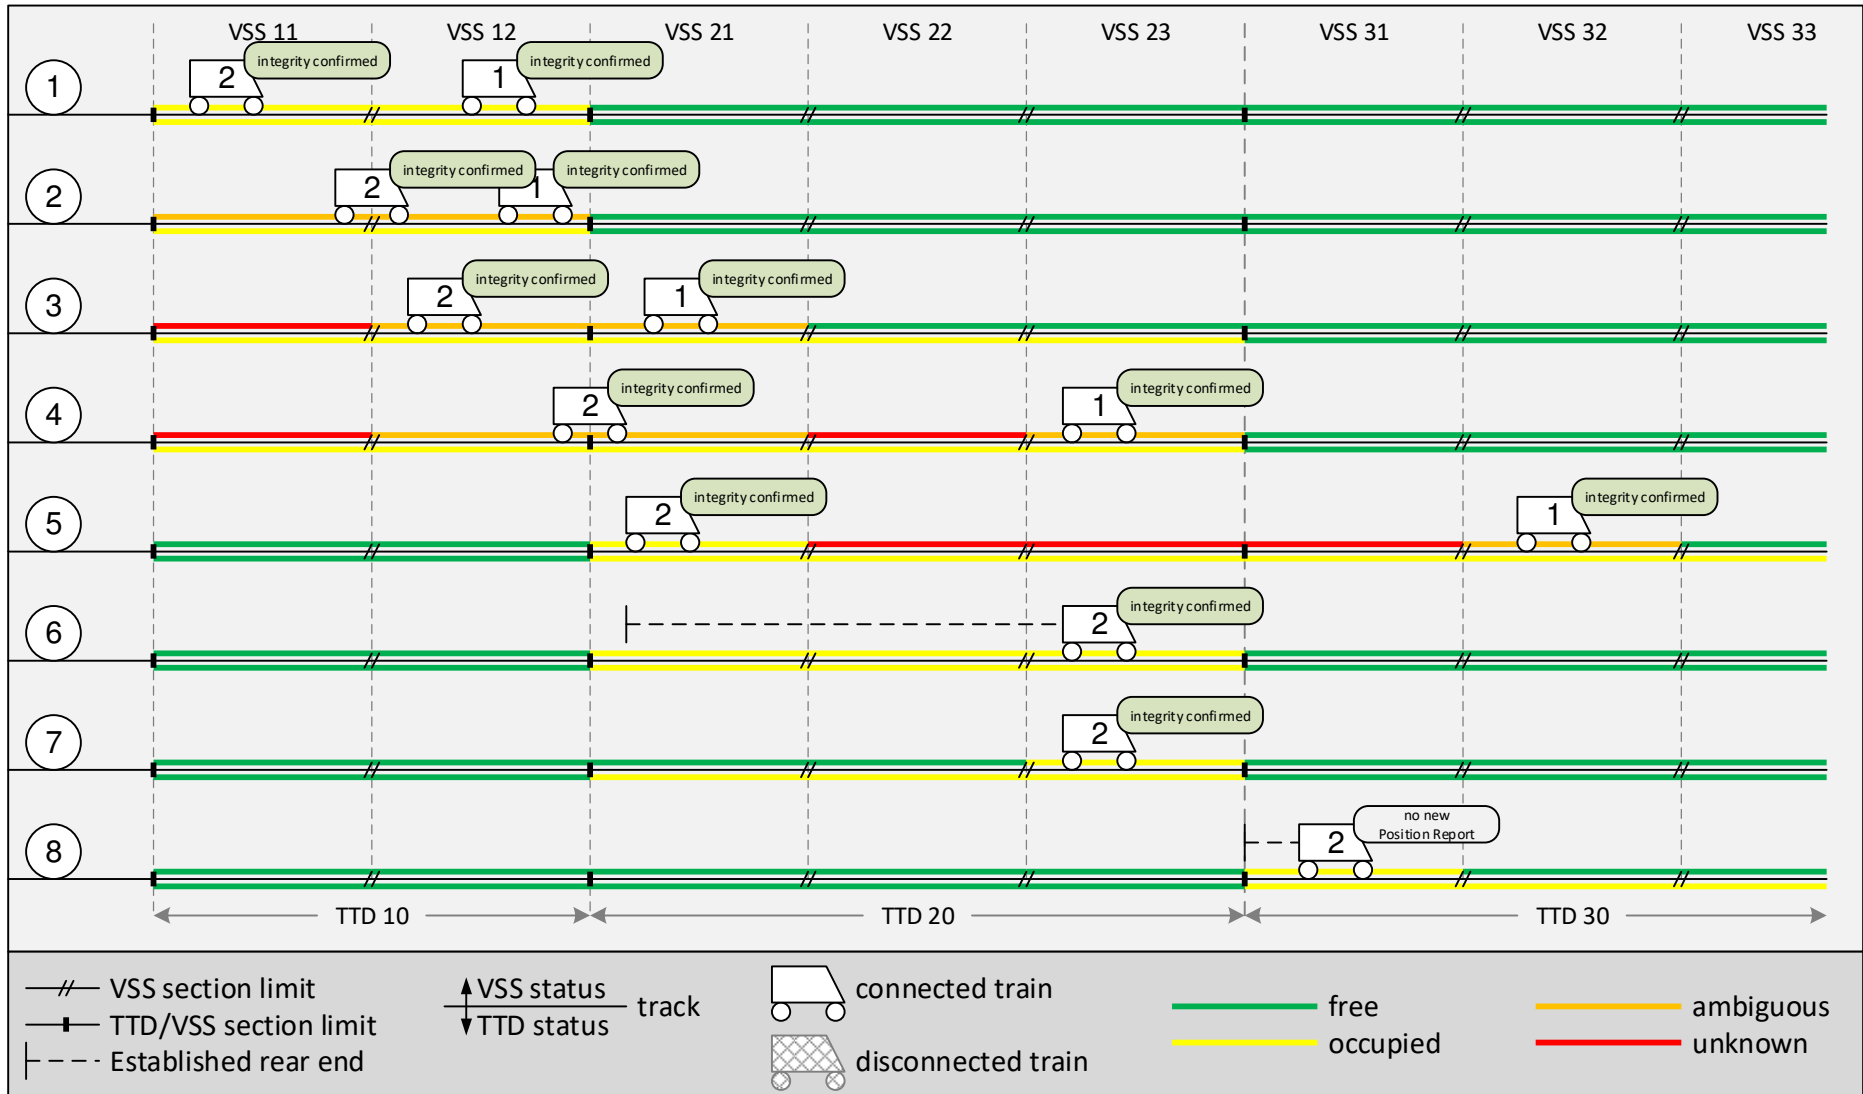 VSS 11 VSS 12 VSS 21 VSS 22 VSS 23 VSS 31 VSS 32 VSS 33
1 2 integrity confirmed 1 integrity confirmed
2 2 integrity confirmed 1 integrity confirmed
3 2 integrity confirmed 1 integrity confirmed
4 2 integrity confirmed 1 integrity confirmed
5 2 integrity confirmed 1 integrity confirmed
6 2 integrity confirmed
7 2 integrity confirmed
8 2 no new
Position Report
TTD 10 TTD 20 TTD 30
VSS section limit
TTD/VSS section limit
Established rear end
VSS status
TTD status
track
connected train
disconnected train
free
occupied
ambiguous
unknown